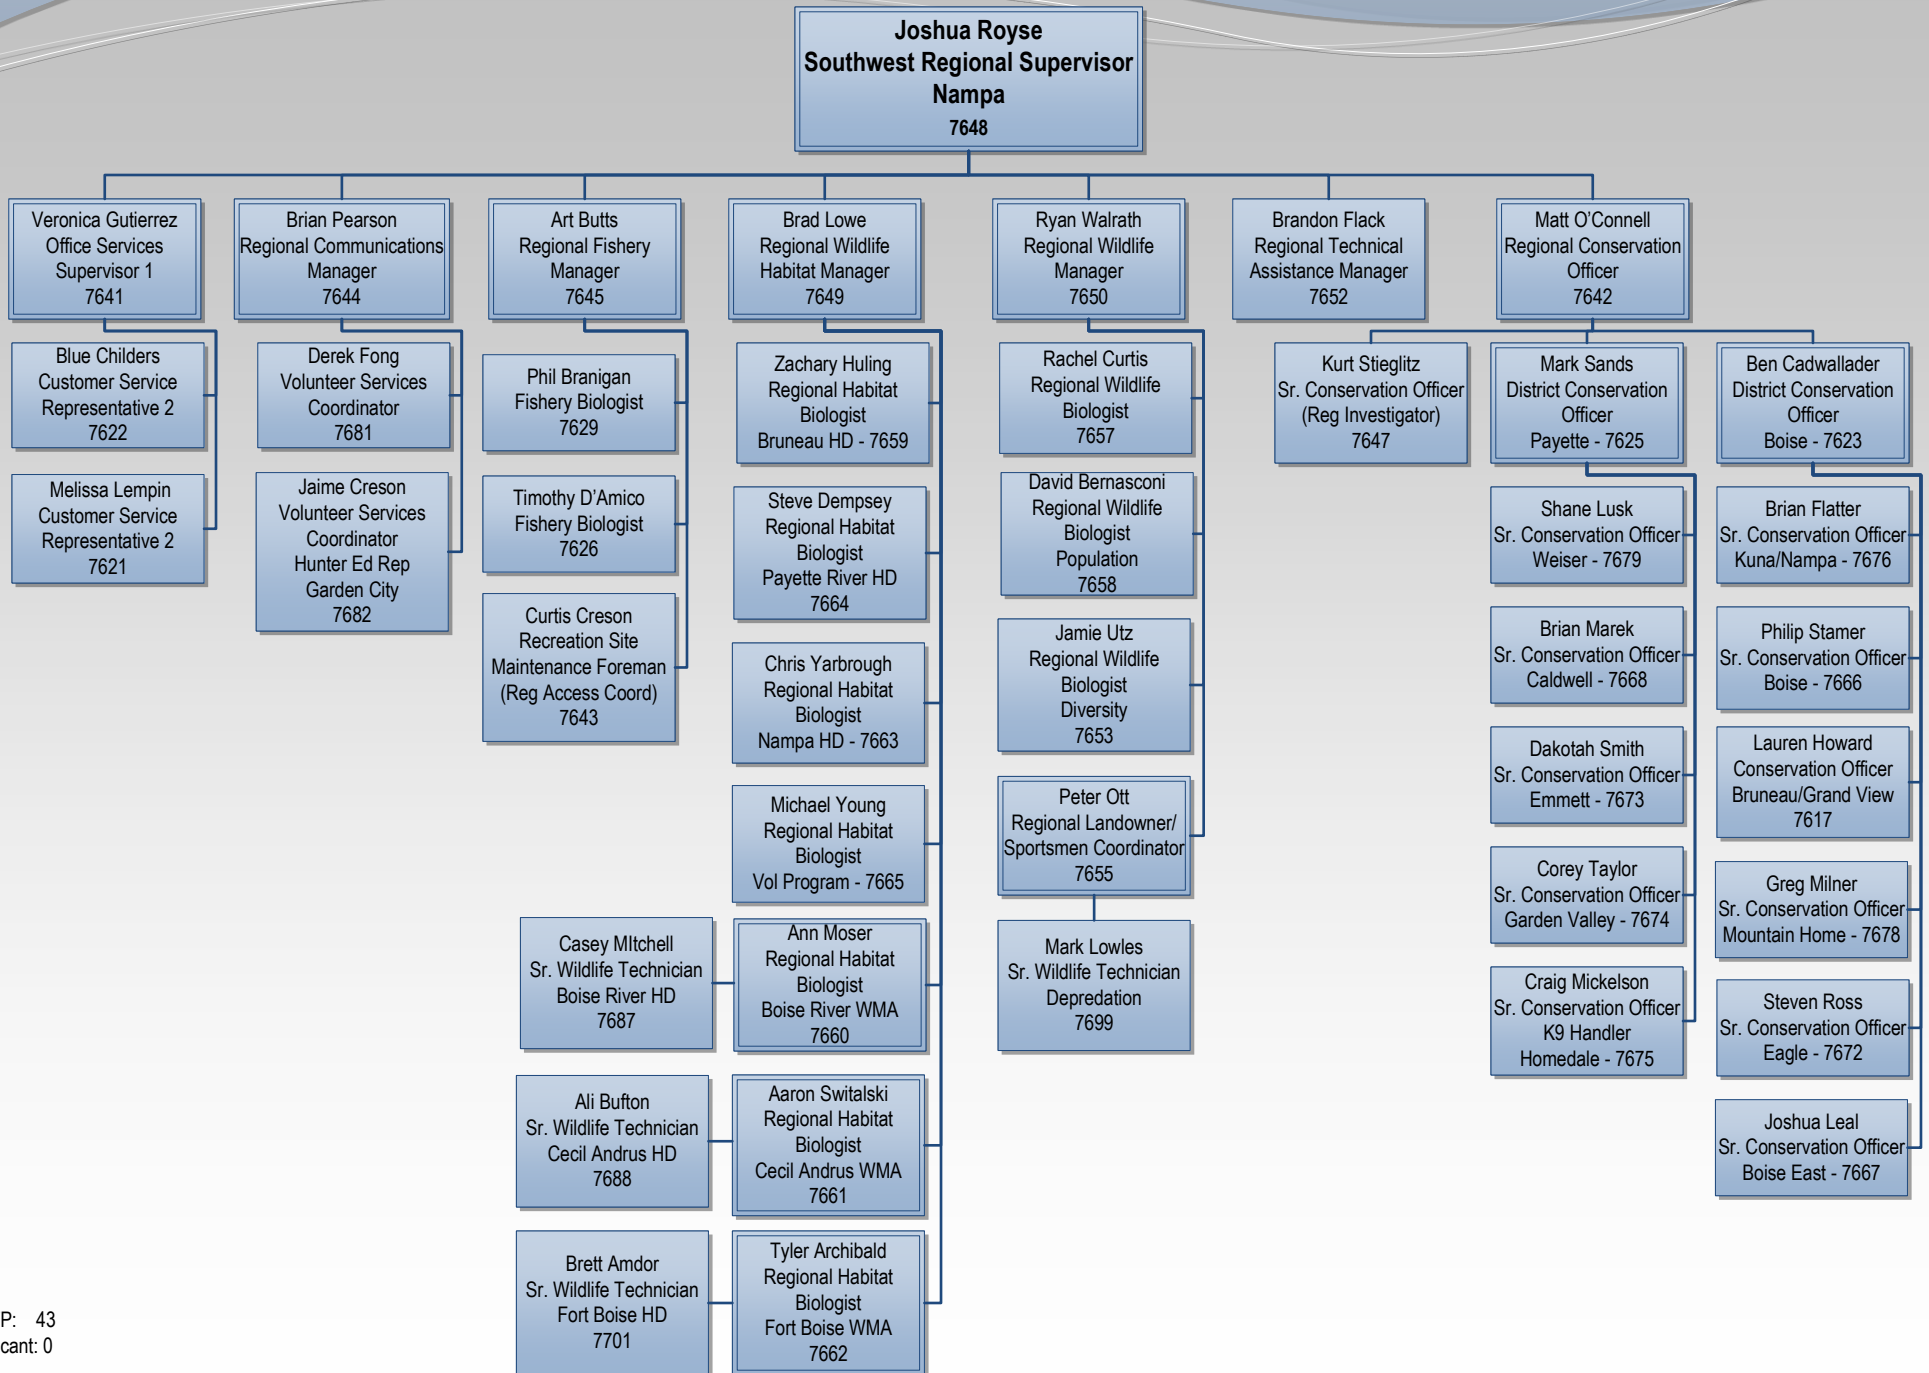 Joshua Royse
Southwest Regional Supervisor
Nampa
7648
Veronica Gutierrez
Office Services
Supervisor 1
7641
Brian Pearson
Regional Communications
Manager
7644
Art Butts
Regional Fishery
Manager
7645
Brad Lowe
Regional Wildlife
Habitat Manager
7649
Ryan Walrath
Regional Wildlife
Manager
7650
Brandon Flack
Regional Technical
Assistance Manager
7652
Matt O'Connell
Regional Conservation
Officer
7642
Blue Childers
Customer Service
Representative 2
7622
Melissa Lempin
Customer Service
Representative 2
7621
Derek Fong
Volunteer Services
Coordinator
7681
Jaime Creson
Volunteer Services
Coordinator
Hunter Ed Rep
Garden City
7682
Phil Branigan
Fishery Biologist
7629
Timothy D'Amico
Fishery Biologist
7626
Curtis Creson
Recreation Site
Maintenance Foreman
(Reg Access Coord)
7643
Zachary Huling
Regional Habitat
Biologist
Bruneau HD - 7659
Steve Dempsey
Regional Habitat
Biologist
Payette River HD
7664
Chris Yarbrough
Regional Habitat
Biologist
Nampa HD - 7663
Michael Young
Regional Habitat
Biologist
Vol Program - 7665
Casey MItchell
Sr. Wildlife Technician
Boise River HD
7687
Ann Moser
Regional Habitat
Biologist
Boise River WMA
7660
Ali Bufton
Sr. Wildlife Technician
Cecil Andrus HD
7688
Aaron Switalski
Regional Habitat
Biologist
Cecil Andrus WMA
7661
Brett Amdor
Sr. Wildlife Technician
Fort Boise HD
7701
Tyler Archibald
Regional Habitat
Biologist
Fort Boise WMA
7662
Rachel Curtis
Regional Wildlife
Biologist
7657
David Bernasconi
Regional Wildlife
Biologist
Population
7658
Jamie Utz
Regional Wildlife
Biologist
Diversity
7653
Peter Ott
Regional Landowner/
Sportsmen Coordinator
7655
Mark Lowles
Sr. Wildlife Technician
Depredation
7699
Kurt Stieglitz
Sr. Conservation Officer
(Reg Investigator)
7647
Mark Sands
District Conservation
Officer
Payette - 7625
Shane Lusk
Sr. Conservation Officer
Weiser - 7679
Brian Marek
Sr. Conservation Officer
Caldwell - 7668
Dakotah Smith
Sr. Conservation Officer
Emmett - 7673
Corey Taylor
Sr. Conservation Officer
Garden Valley - 7674
Craig Mickelson
Sr. Conservation Officer
K9 Handler
Homedale - 7675
Ben Cadwallader
District Conservation
Officer
Boise - 7623
Brian Flatter
Sr. Conservation Officer
Kuna/Nampa - 7676
Philip Stamer
Sr. Conservation Officer
Boise - 7666
Lauren Howard
Conservation Officer
Bruneau/Grand View
7617
Greg Milner
Sr. Conservation Officer
Mountain Home - 7678
Steven Ross
Sr. Conservation Officer
Eagle - 7672
Joshua Leal
Sr. Conservation Officer
Boise East - 7667
P: 43
cant: 0